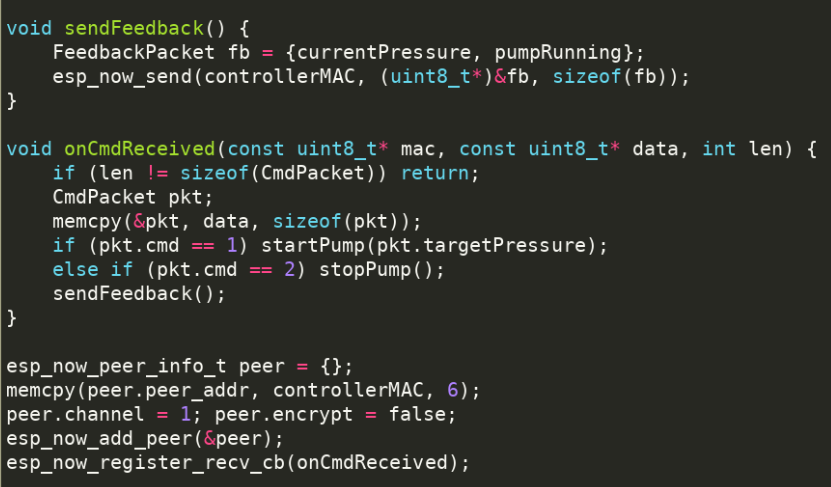 void sendFeedback() {
    FeedbackPacket fb = {currentPressure, pumpRunning};
    esp_now_send(controllerMAC, (uint8_t*)&fb, sizeof(fb));
}

void onCmdReceived(const uint8_t* mac, const uint8_t* data, int len) {
    if (len != sizeof(CmdPacket)) return;
    CmdPacket pkt;
    memcpy(&pkt, data, sizeof(pkt));
    if (pkt.cmd == 1) startPump(pkt.targetPressure);
    else if (pkt.cmd == 2) stopPump();
    sendFeedback();
}

esp_now_peer_info_t peer = {};
memcpy(peer.peer_addr, controllerMAC, 6);
peer.channel = 1; peer.encrypt = false;
esp_now_add_peer(&peer);
esp_now_register_recv_cb(onCmdReceived);